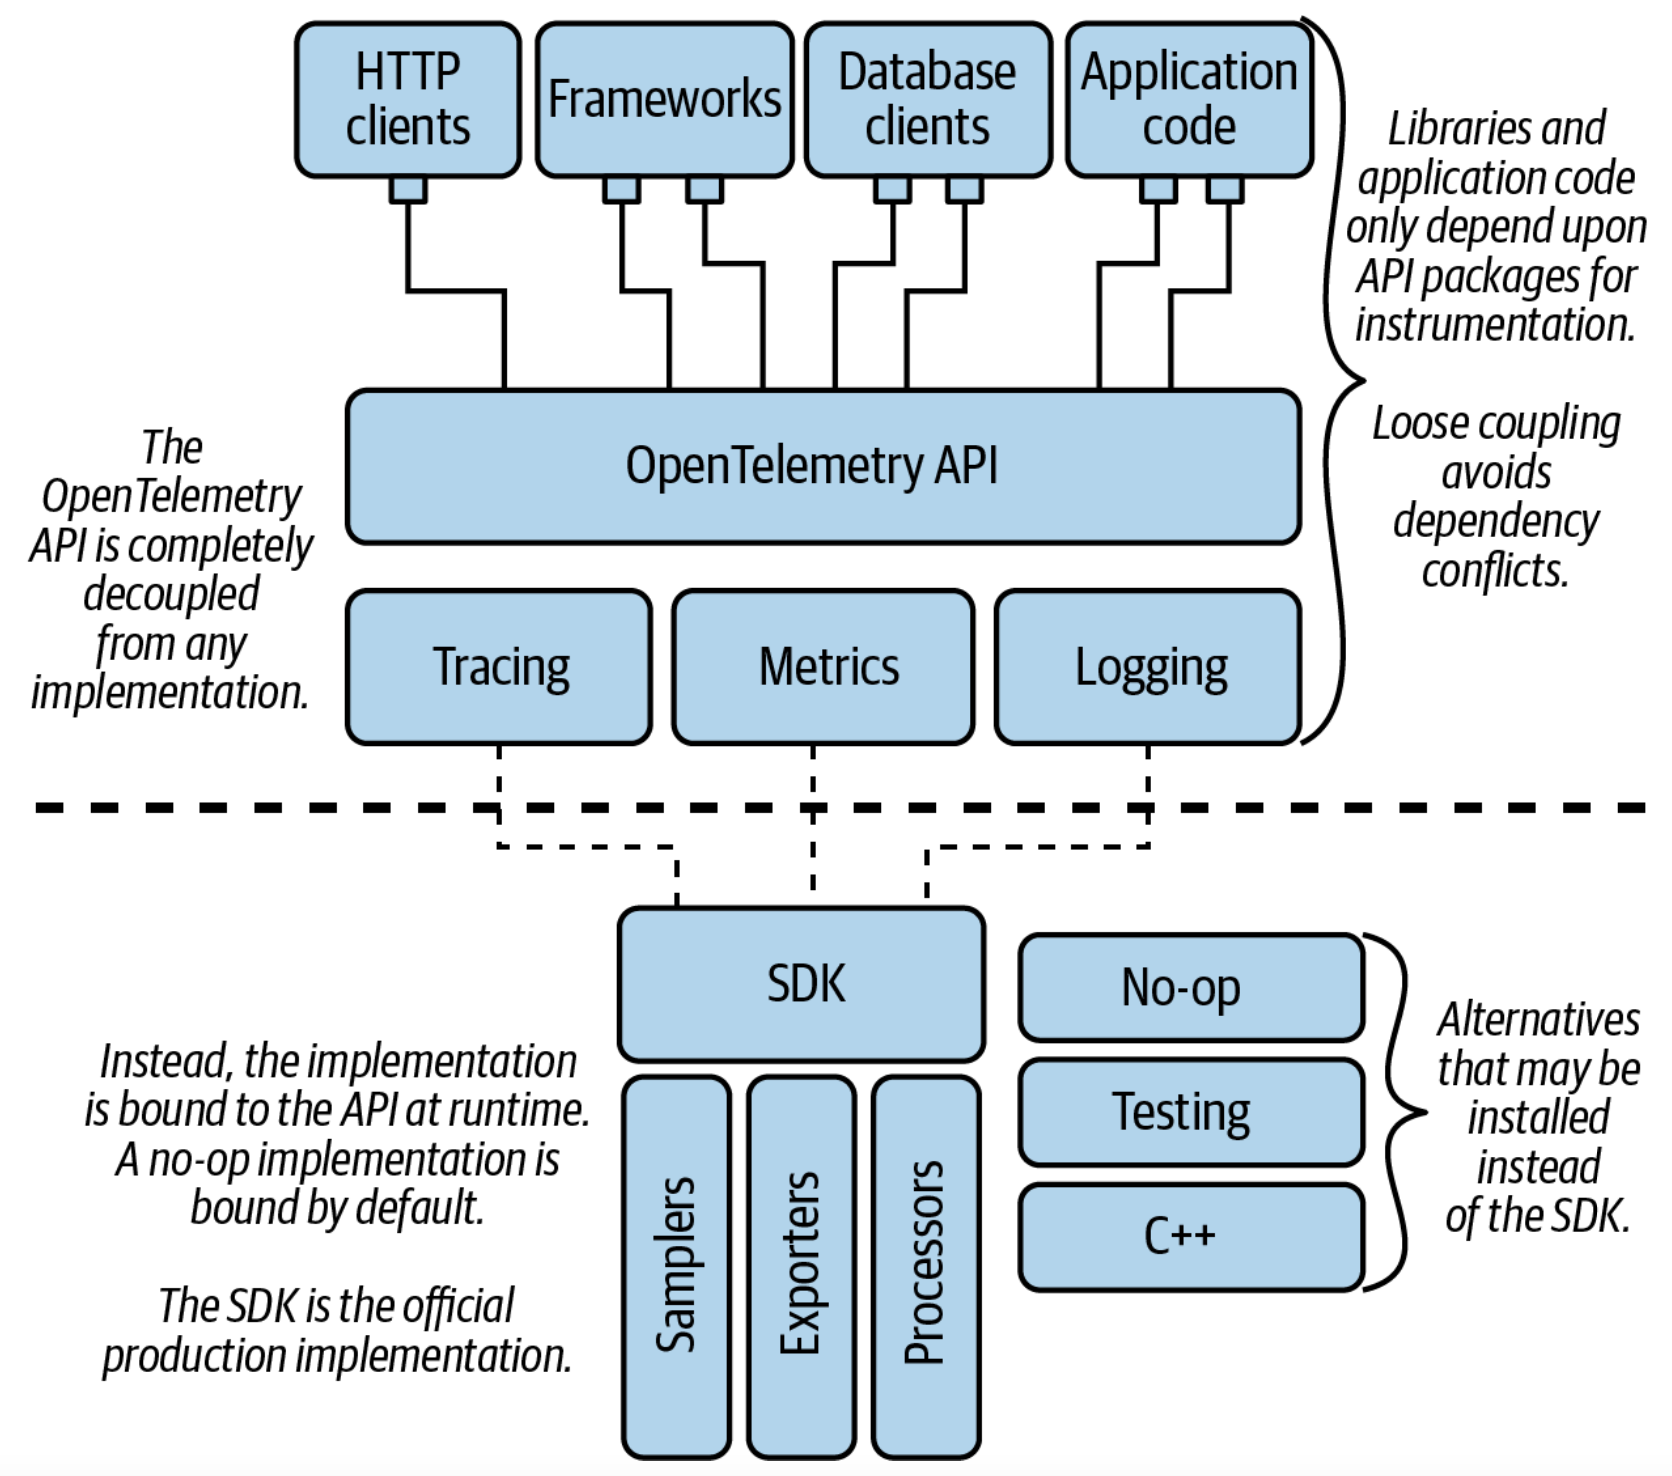 HTTP
clients
Frameworks
Database
clients
Application
code
Libraries and
application code
only depend upon
API packages for
instrumentation.
Loose coupling
avoids
dependency
conflicts.
OpenTelemetry API
The
OpenTelemetry
API is completely
decoupled
from any
implementation.
Tracing
Metrics
Logging
SDK
No-op
Testing
C++
Alternatives
that may be
installed
instead
of the SDK.
Instead, the implementation
is bound to the API at runtime.
A no-op implementation is
bound by default.
The SDK is the official
production implementation.
Samplers
Exporters
Processors